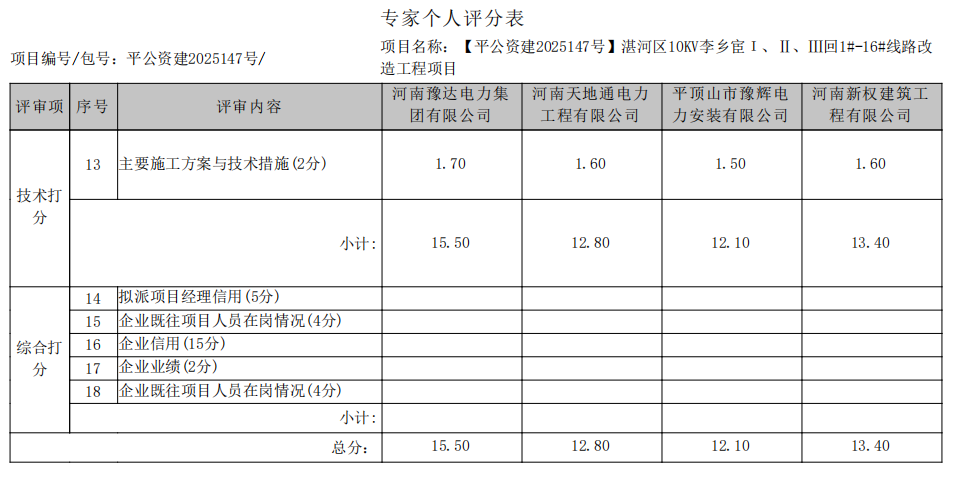 专家个人评分表
项目编号/包号: 平公资建2025147号/
项目名称: 【平公资建2025147号】湛河区10KV李乡宦Ⅰ、Ⅱ、Ⅲ回1#-16#线路改
造工程项目
评审项 序号 评审内容 河南豫达电力集 河南天地通电力 平顶山市豫辉电 河南新权建筑工
团有限公司 工程有限公司 力安装有限公司 程有限公司
技术打
分
13 主要施工方案与技术措施(2分) 1.70 1.60 1.50 1.60
小计: 15.50 12.80 12.10 13.40
综合打
分
14 拟派项目经理信用(5分)
15 企业既往项目人员在岗情况(4分)
16 企业信用(15分)
17 企业业绩(2分)
18 企业既往项目人员在岗情况(4分)
小计:
总分: 15.50 12.80 12.10 13.40